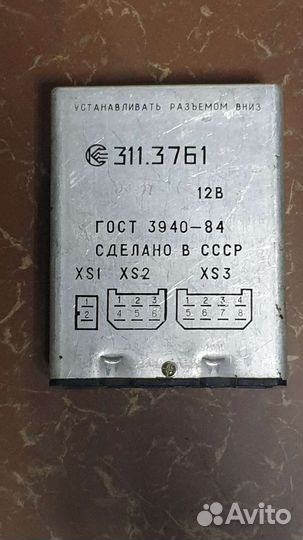 УСТАНАВЛИВАТЬ РАЗЪЕМОМ ВНИЗ
311.3761
12В
ГОСТ 3940-84
СДЕЛАНО В СССР
XS1 XS2 XS3
1 1 2 3 1 2 3 4
2 4 5 6 5 6 7 8
Avito